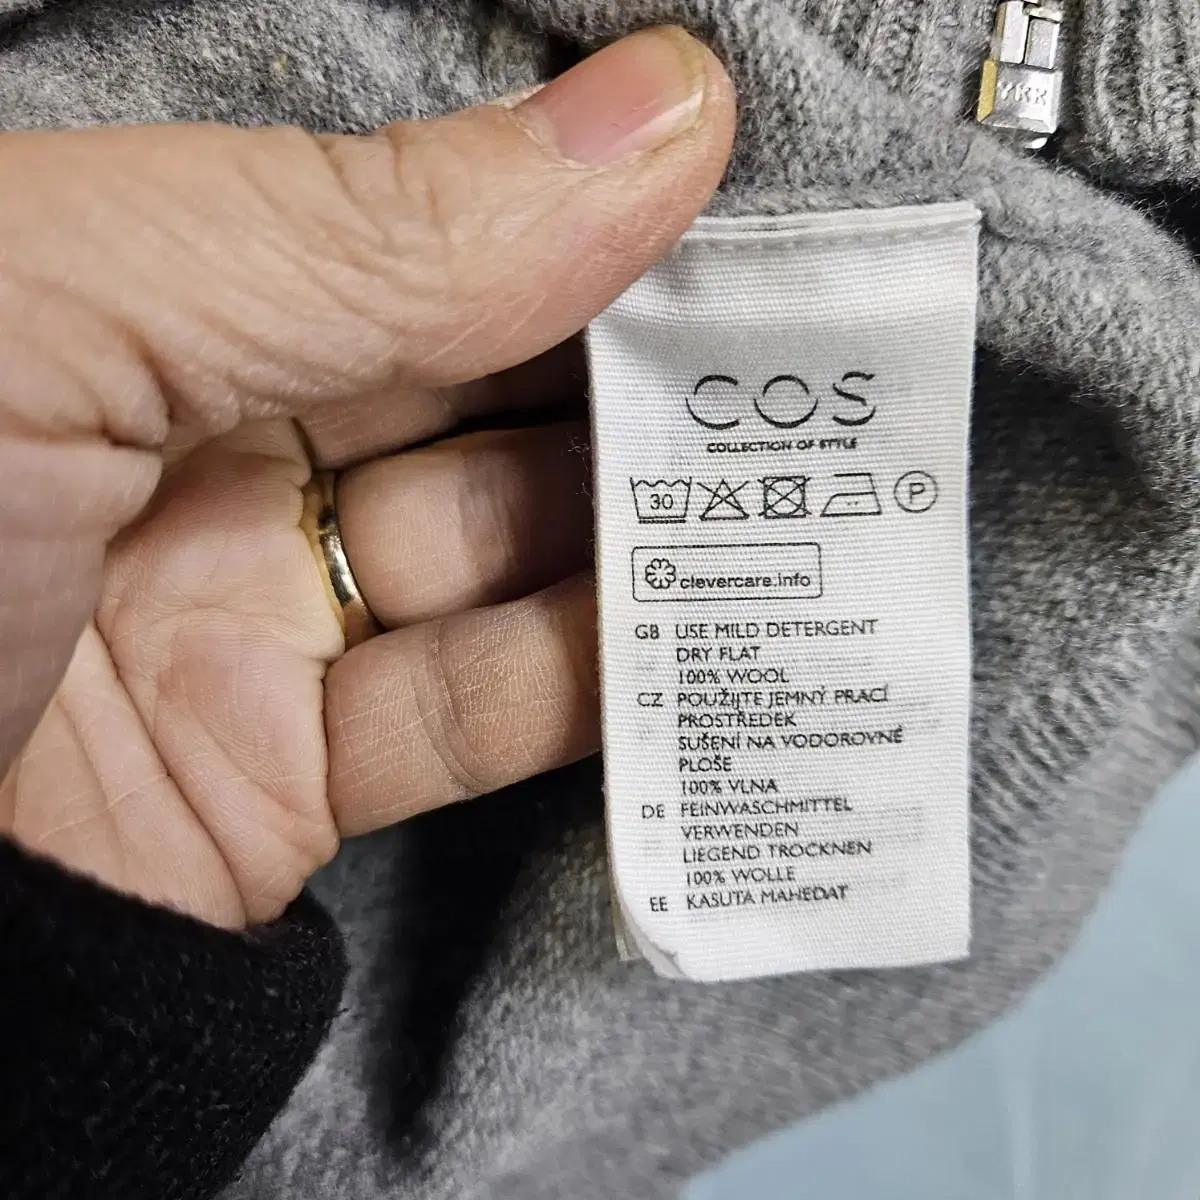 YKK
COS
COLLECTION OF STYLE
30
P
clevercare.info
GB USE MILD DETERGENT
DRY FLAT
100% WOOL
CZ POUŽIJTE JEMNÝ PRACÍ
PROSTŘEDEK
SUŠENÍ NA VODOROVNÉ
PLOŠE
100% VLNA
DE FEINWASCHMITTEL
VERWENDEN
LIEGEND TROCKNEN
100% WOLLE
EE KASUTA MAHEDAT